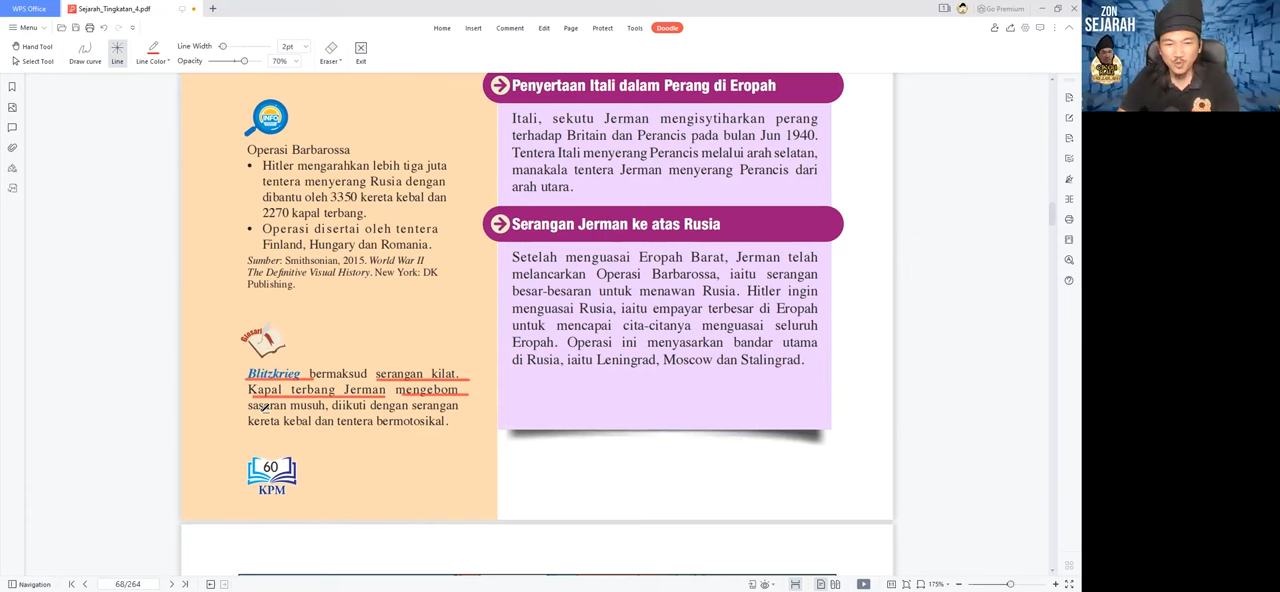 WPS Office
Sejarah_Tingkatan_4.pdf
Go Premium
Menu
Home
Insert
Comment
Edit
Page
Protect
Tools
Doodle
Hand Tool
Select Tool
Draw curve
Line
Line Color
Line Width
2pt
Opacity
70%
Eraser
Exit
ZON
SEJARAH
INFO
Operasi Barbarossa
• Hitler mengarahkan lebih tiga juta
tentera menyerang Rusia dengan
dibantu oleh 3350 kereta kebal dan
2270 kapal terbang.
• Operasi disertai oleh tentera
Finland, Hungary dan Romania.
Sumber: Smithsonian, 2015. World War II
The Definitive Visual History. New York: DK
Publishing.
Glosari
Blitzkrieg bermaksud serangan kilat.
Kapal terbang Jerman mengebom
sasaran musuh, diikuti dengan serangan
kereta kebal dan tentera bermotosikal.
60
KPM
Penyertaan Itali dalam Perang di Eropah
Itali, sekutu Jerman mengisytiharkan perang
terhadap Britain dan Perancis pada bulan Jun 1940.
Tentera Itali menyerang Perancis melalui arah selatan,
manakala tentera Jerman menyerang Perancis dari
arah utara.
Serangan Jerman ke atas Rusia
Setelah menguasai Eropah Barat, Jerman telah
melancarkan Operasi Barbarossa, iaitu serangan
besar-besaran untuk menawan Rusia. Hitler ingin
menguasai Rusia, iaitu empayar terbesar di Eropah
untuk mencapai cita-citanya menguasai seluruh
Eropah. Operasi ini menyasarkan bandar utama
di Rusia, iaitu Leningrad, Moscow dan Stalingrad.
Navigation
68/264
175%